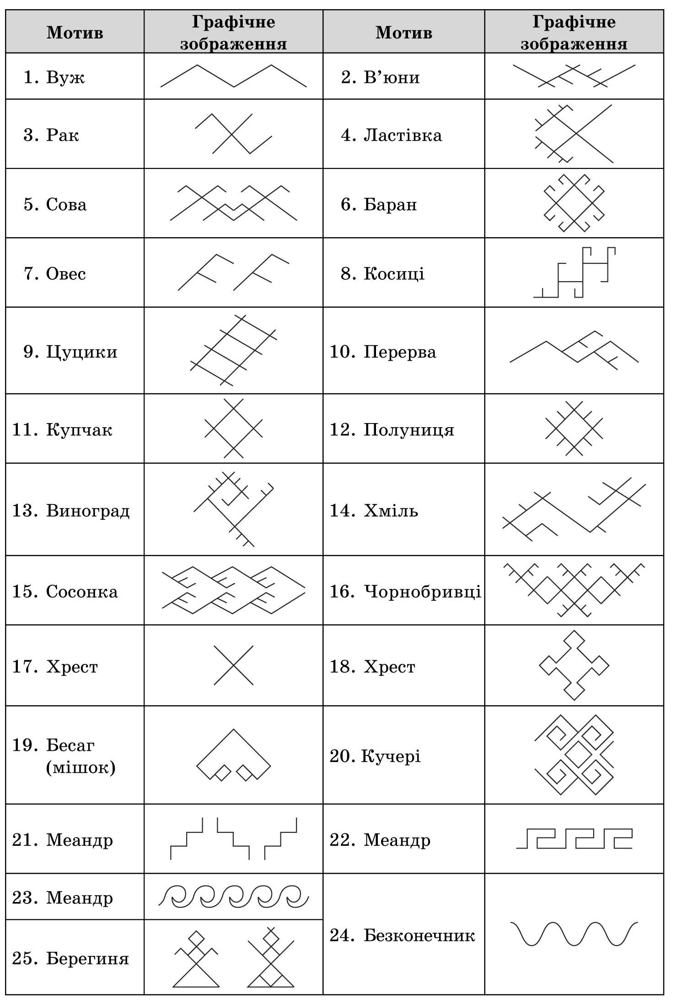 Мотив
Графічне
зображення
Мотив
Графічне
зображення
1. Вуж
2. В’юни
3. Рак
4. Ластівка
5. Сова
6. Баран
7. Овес
8. Косиці
9. Цуцики
10. Перерва
11. Купчак
12. Полуниця
13. Виноград
14. Хміль
15. Сосонка
16. Чорнобривці
17. Хрест
18. Хрест
19. Бесаг
(мішок)
20. Кучері
21. Меандр
22. Меандр
23. Меандр
24. Безконечник
25. Берегиня